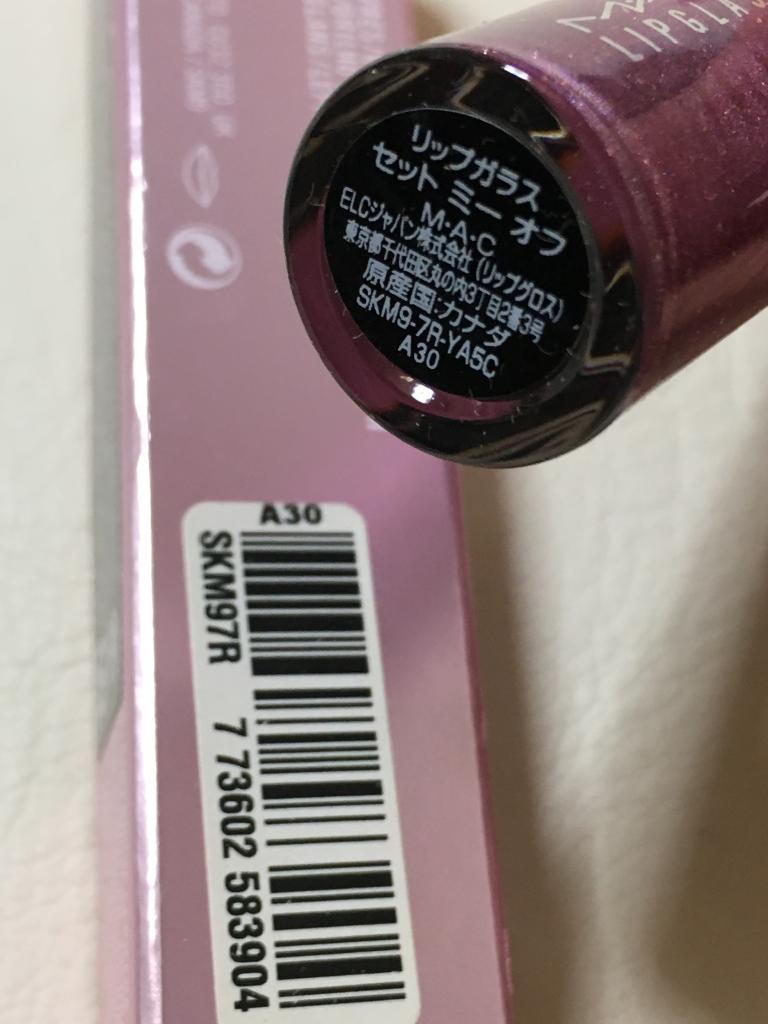 LIPGLA
リップガラス
セット ミー オフ
M·A·C
ELCジャパン株式会社(リップグロス)
東京都千代田区丸の内3丁目2番3号
原産国:カナダ
SKM9-7R-YA5C
A30
A30
SKM97R
7 73602 583904